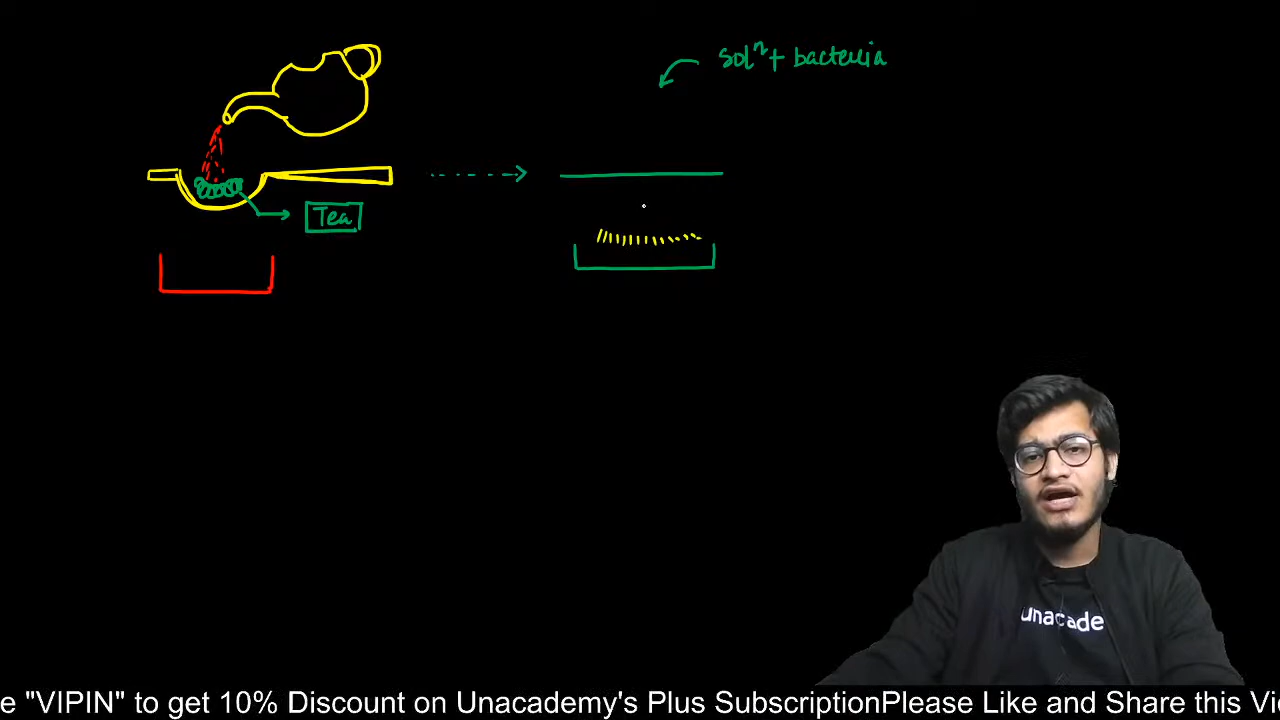 solⁿ + bacteria
Tea
unacade
e "VIPIN" to get 10% Discount on Unacademy's Plus SubscriptionPlease Like and Share this Vi